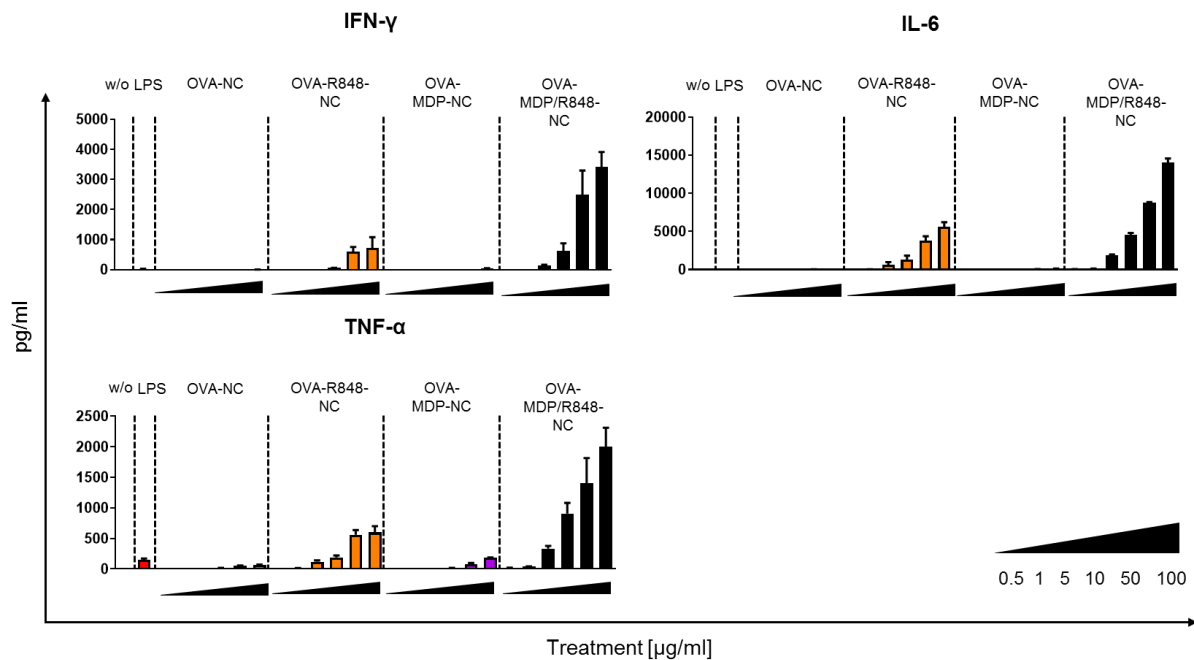 IFN-γ
w/o LPS OVA-NC OVA-R848- OVA- OVA-
NC MDP-NC MDP/R848-
NC
5000
4000
3000
2000
1000
0
IL-6
w/o LPS OVA-NC OVA-R848- OVA- OVA-
NC MDP-NC MDP/R848-
NC
20000
15000
10000
5000
0
TNF-α
w/o LPS OVA-NC OVA-R848- OVA- OVA-
NC MDP-NC MDP/R848-
NC
2500
2000
1500
1000
500
0
0.5 1 5 10 50 100
pg/ml
Treatment [µg/ml]